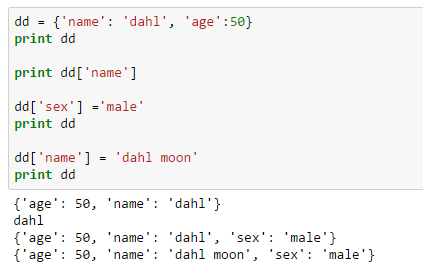 dd = {'name': 'dahl', 'age':50}
print dd
print dd['name']
dd['sex'] ='male'
print dd
dd['name'] = 'dahl moon'
print dd
{'age': 50, 'name': 'dahl'}
dahl
{'age': 50, 'name': 'dahl', 'sex': 'male'}
{'age': 50, 'name': 'dahl moon', 'sex': 'male'}